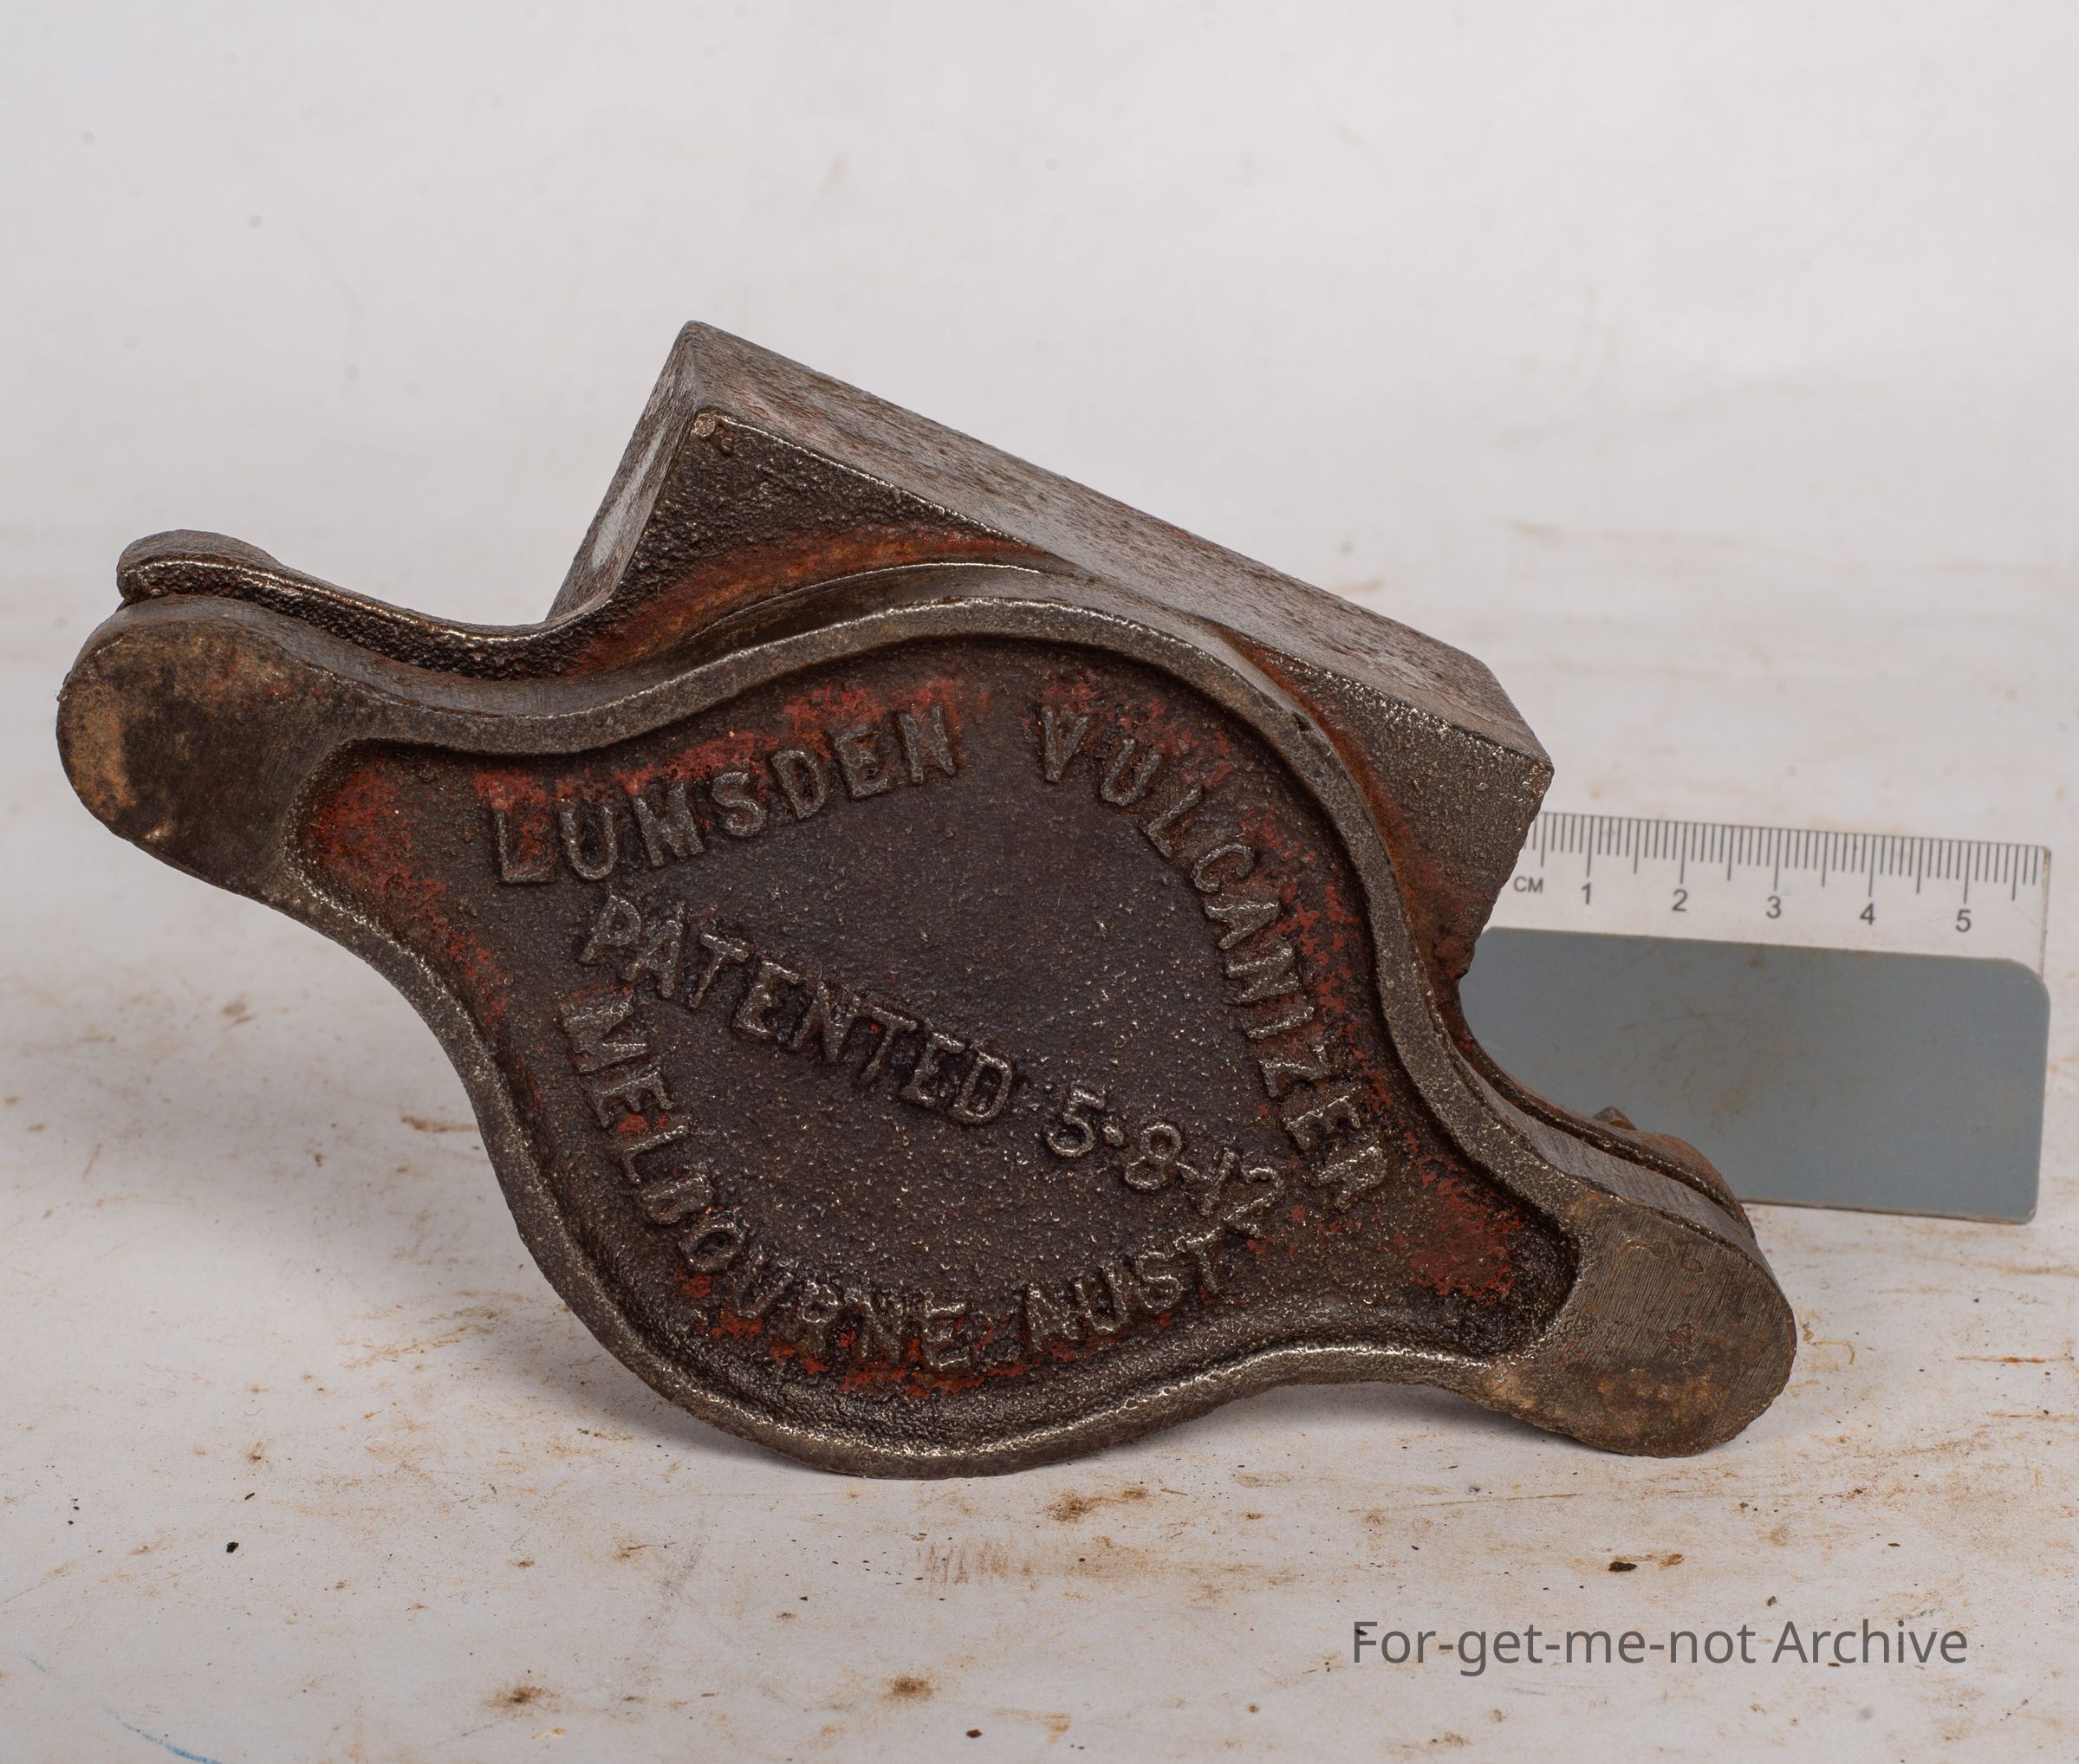 LUMSDEN VULCANIZER
PATENTED 5·8·12
MELBOURNE·AUST
CM 1 2 3 4 5
For-get-me-not Archive